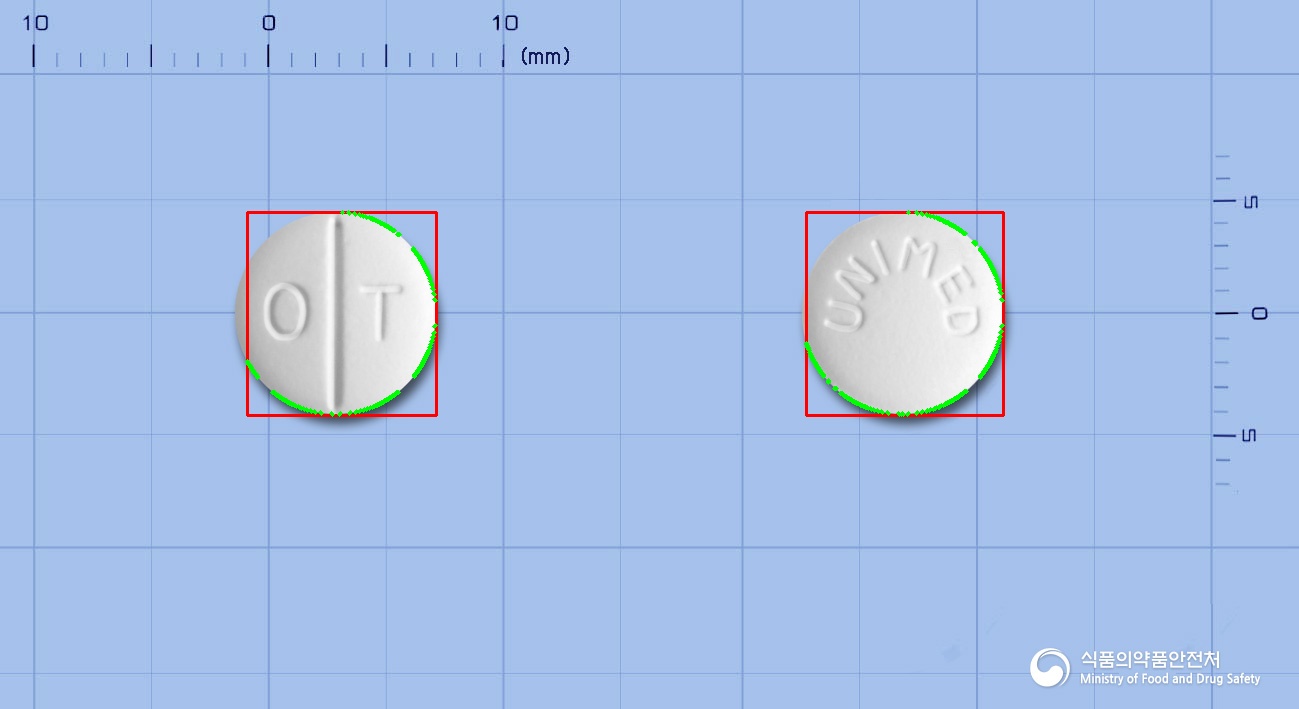 10 0 10
(mm)
5
0
5
O T
UNIMED
식품의약품안전처
Ministry of Food and Drug Safety